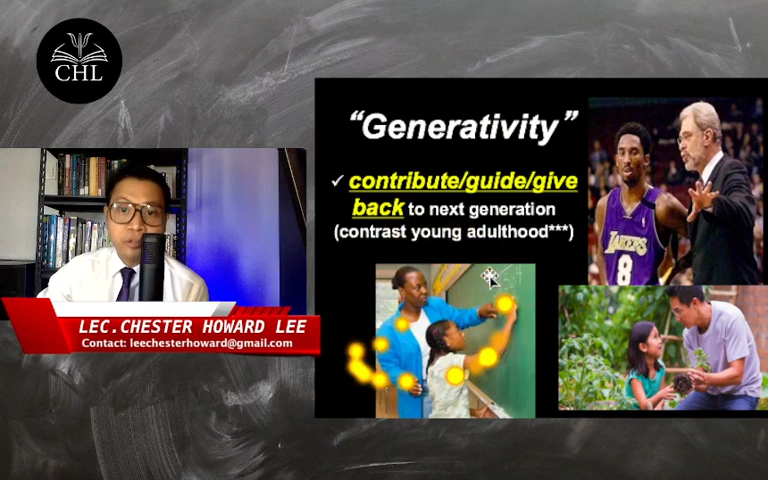 CHL
"Generativity"
✓ contribute/guide/give
back to next generation
(contrast young adulthood***)
LAKERS
8
LEC.CHESTER HOWARD LEE
Contact: leechesterhoward@gmail.com